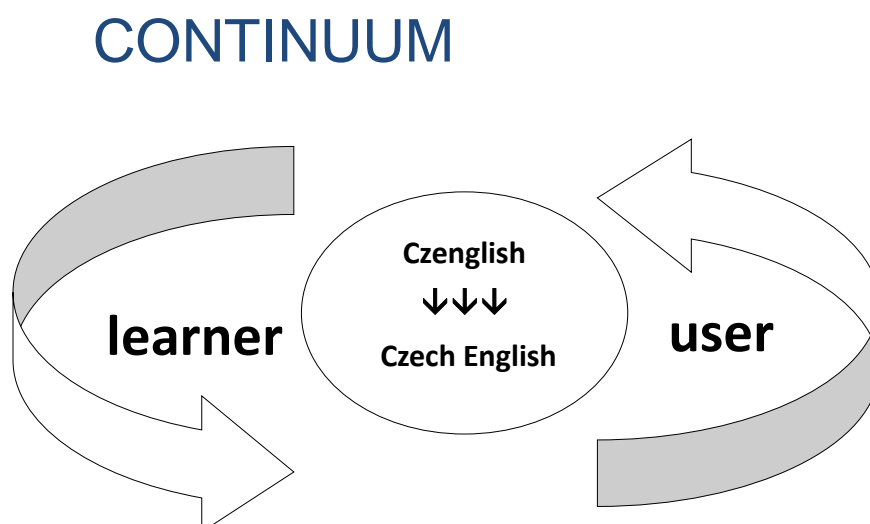 CONTINUUM
Czenglish
↓↓↓
learner
user
Czech English